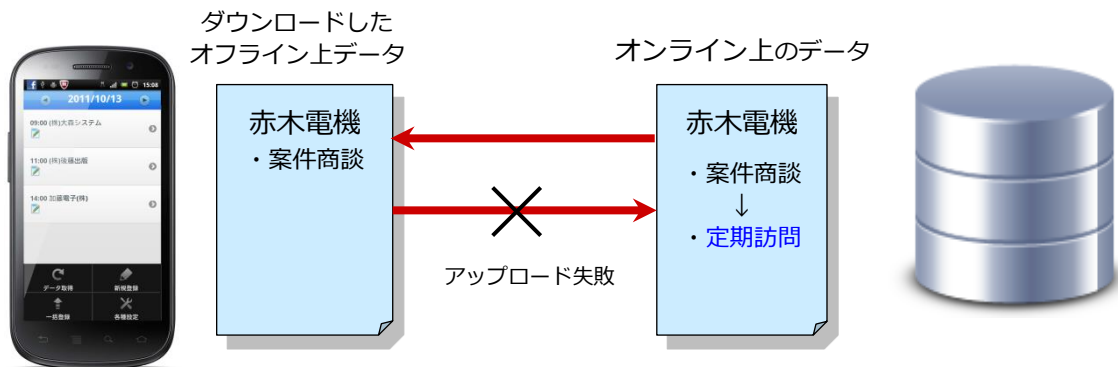 ダウンロードした
オフライン上データ
オンライン上のデータ
15:08
2011/10/13
09:00 (株)大森システム
11:00 (株)後藤出版
14:00 加藤電子(株)
データ取得
新規登録
一括登録
各種設定
赤木電機
・案件商談
アップロード失敗
赤木電機
・案件商談
↓
・定期訪問